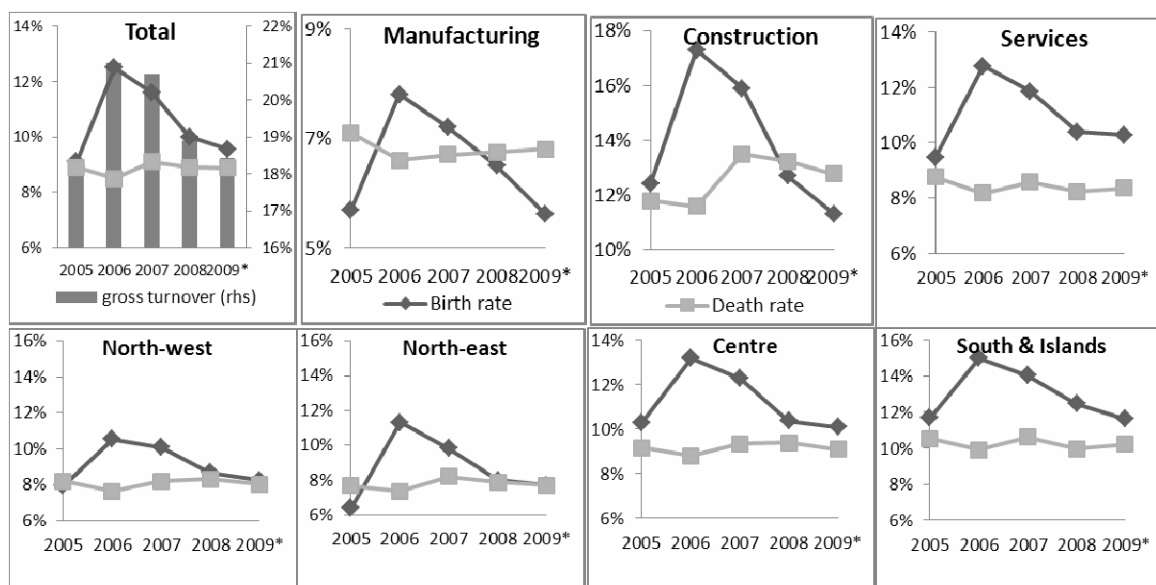 Total
14%
12%
10%
8%
6%
22%
21%
20%
19%
18%
17%
16%
2005 2006 2007 2008 2009*
gross turnover (rhs)
Manufacturing
9%
7%
5%
2005 2006 2007 2008 2009*
Birth rate
Construction
18%
16%
14%
12%
10%
2005 2006 2007 2008 2009*
Death rate
Services
14%
12%
10%
8%
6%
2005 2006 2007 2008 2009*
North-west
16%
14%
12%
10%
8%
6%
2005 2006 2007 2008 2009*
North-east
16%
14%
12%
10%
8%
6%
2005 2006 2007 2008 2009*
Centre
14%
12%
10%
8%
6%
2005 2006 2007 2008 2009*
South & Islands
16%
14%
12%
10%
8%
6%
2005 2006 2007 2008 2009*